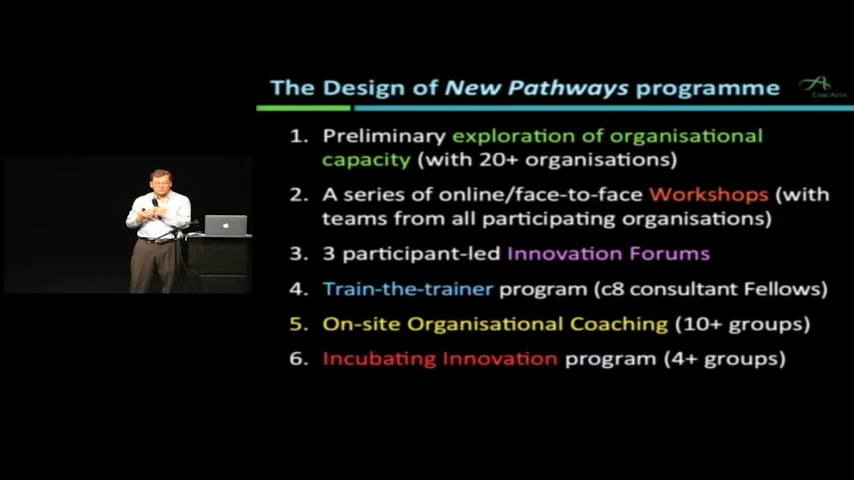 The Design of New Pathways programme
EmcArts
1. Preliminary exploration of organisational
capacity (with 20+ organisations)
2. A series of online/face-to-face Workshops (with
teams from all participating organisations)
3. 3 participant-led Innovation Forums
4. Train-the-trainer program (c8 consultant Fellows)
5. On-site Organisational Coaching (10+ groups)
6. Incubating Innovation program (4+ groups)